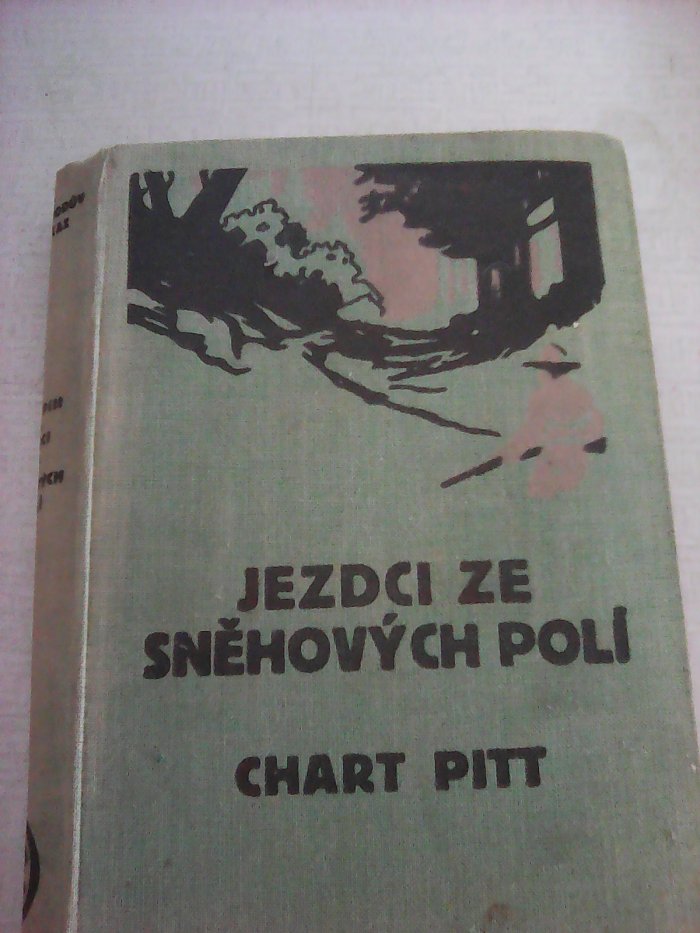 JEZDCI ZE
SNĚHOVÝCH POLÍ
CHART PITT